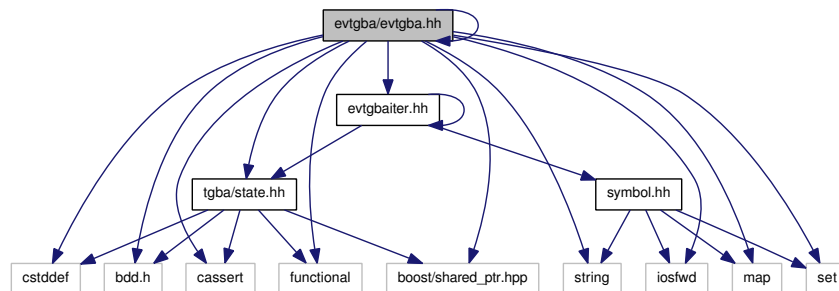 evtgba/evtgba.hh
evtgbaiter.hh
tgba/state.hh
symbol.hh
cstddef
bdd.h
cassert
functional
boost/shared_ptr.hpp
string
iosfwd
map
set